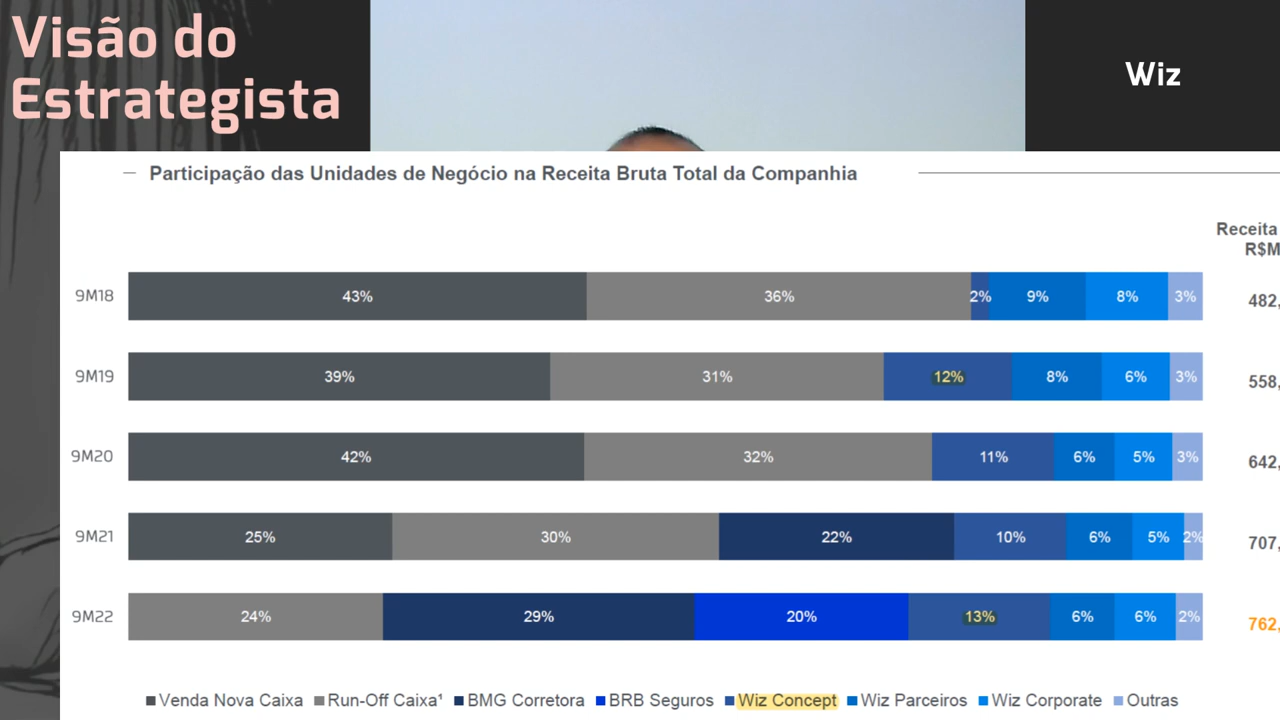 Visão do
Estrategista
Wiz
Participação das Unidades de Negócio na Receita Bruta Total da Companhia
Receita
R$M
9M18 43% 36% 2% 9% 8% 3% 482,
9M19 39% 31% 12% 8% 6% 3% 558,
9M20 42% 32% 11% 6% 5% 3% 642,
9M21 25% 30% 22% 10% 6% 5% 2% 707,
9M22 24% 29% 20% 13% 6% 6% 2% 762,
Venda Nova Caixa Run-Off Caixa¹ BMG Corretora BRB Seguros Wiz Concept Wiz Parceiros Wiz Corporate Outras